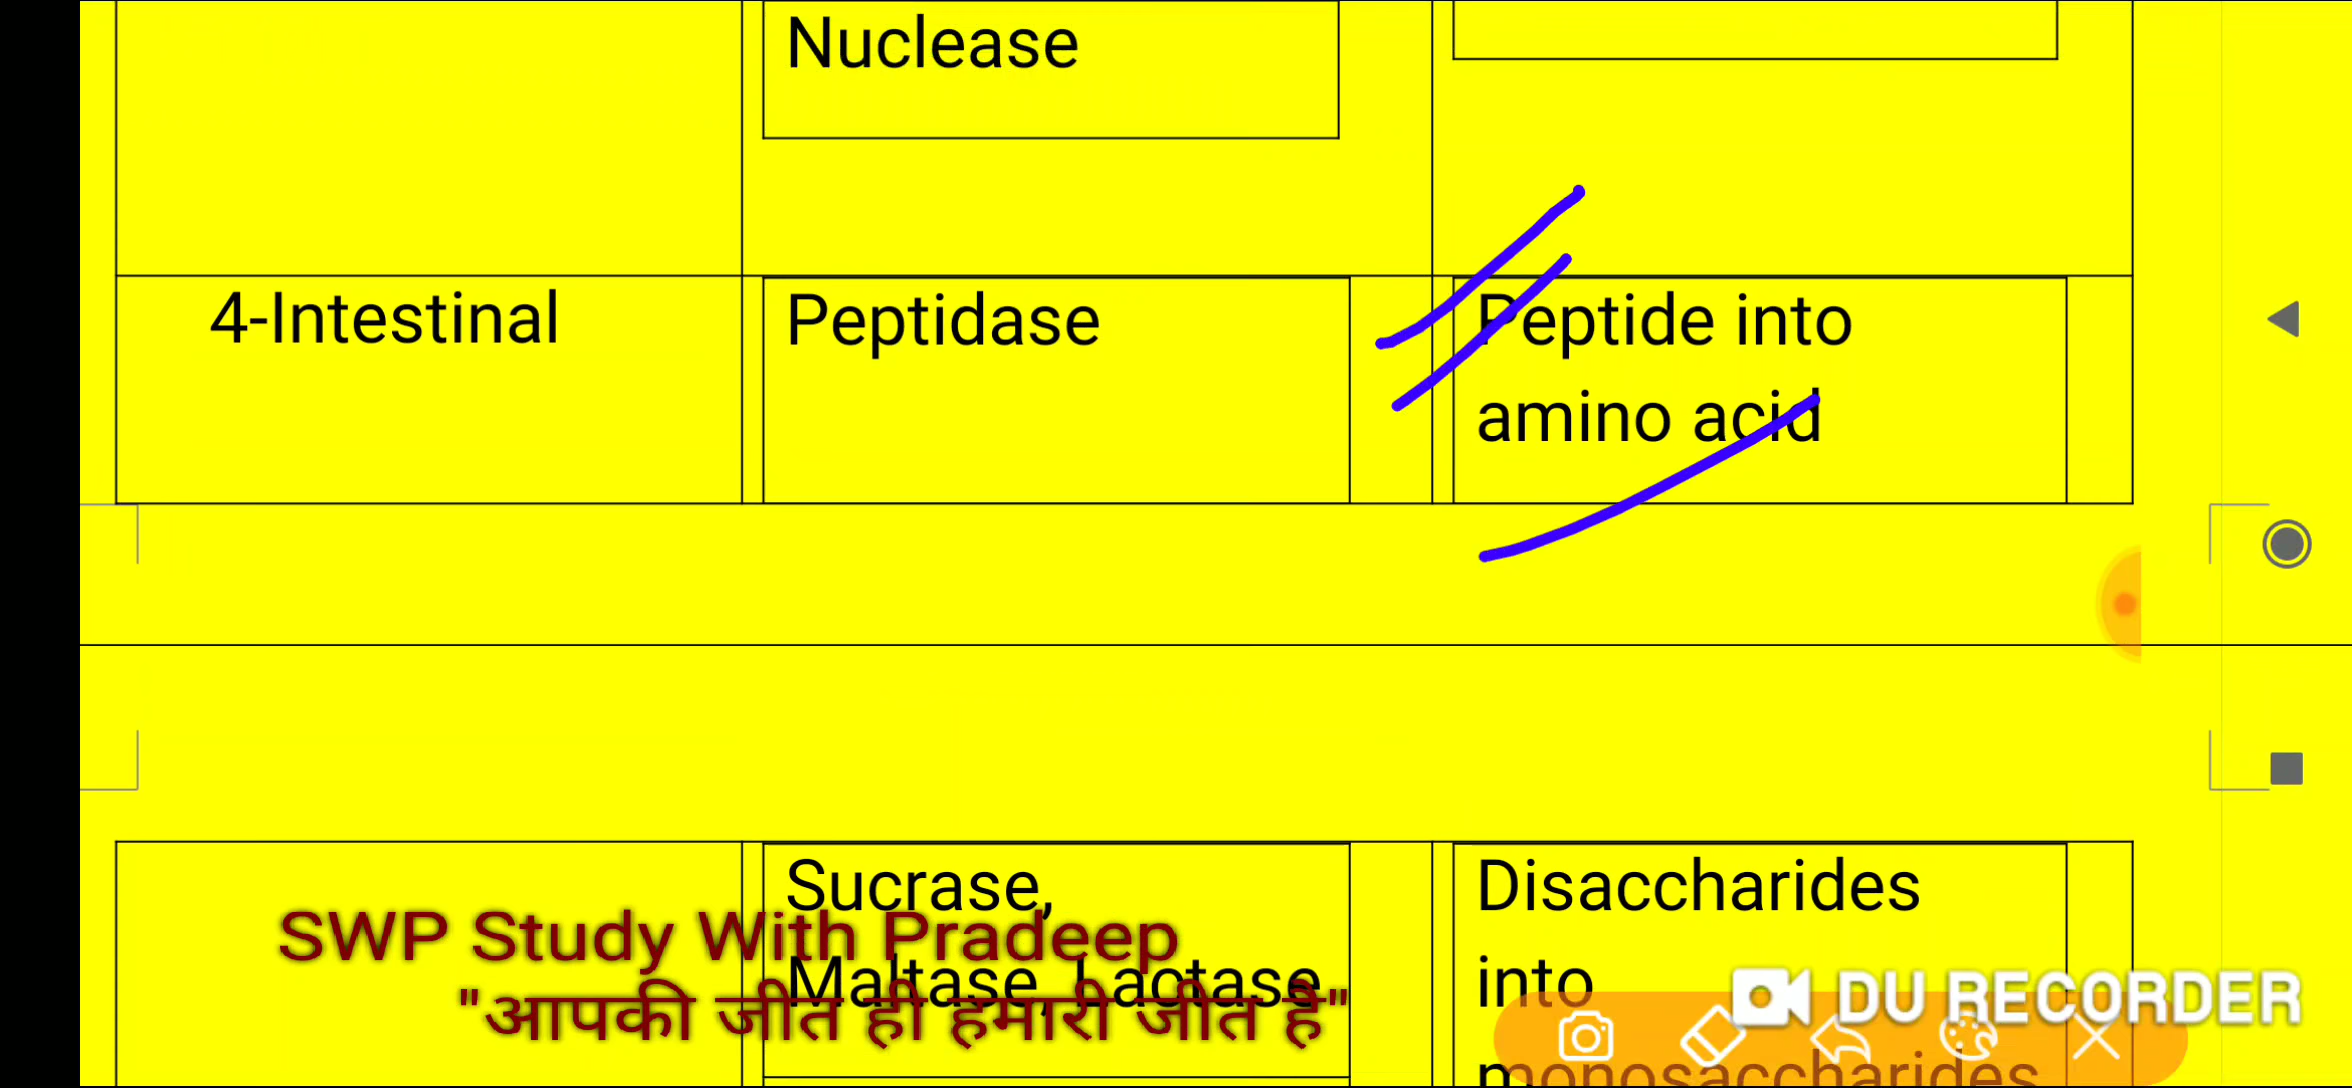 Nuclease
4-Intestinal
Peptidase
Peptide into
amino acid
Sucrase,
Maltase, Lactase
Disaccharides
into
monosaccharides
SWP Study With Pradeep
"आपकी जीत ही हमारी जीत है"
DU RECORDER